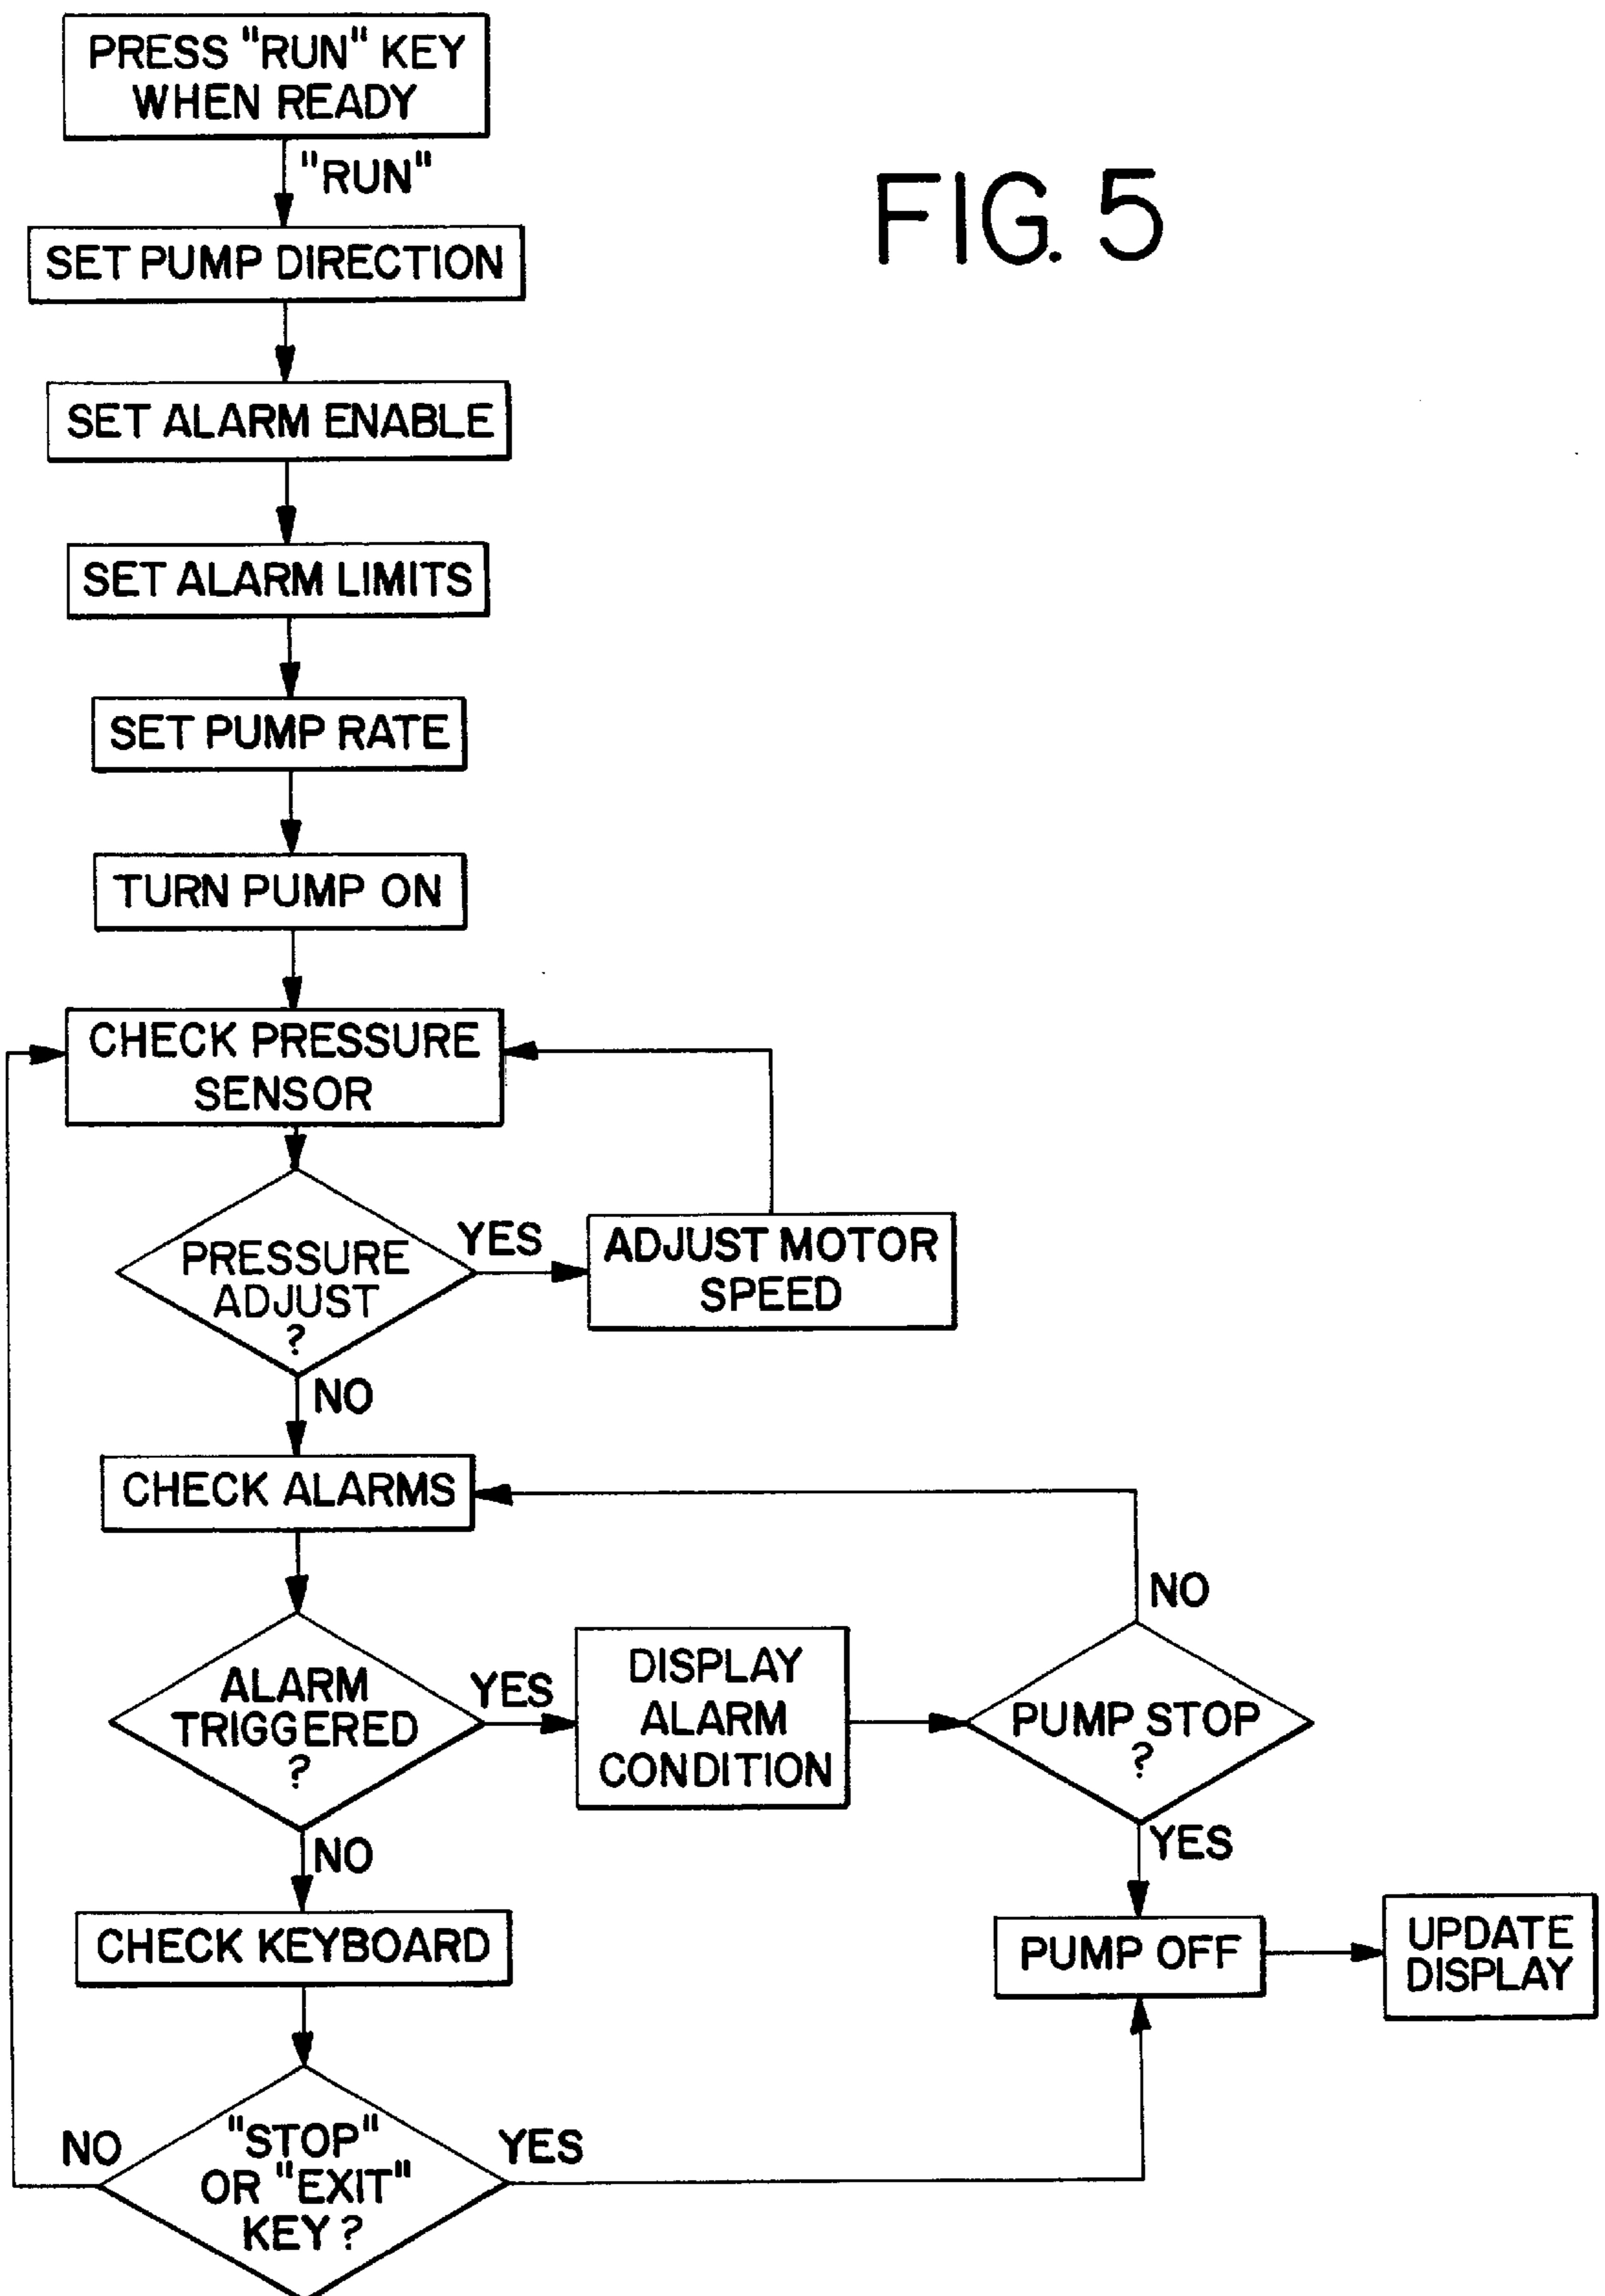 PRESS "RUN" KEY
WHEN READY
"RUN"
FIG. 5
SET PUMP DIRECTION
SET ALARM ENABLE
SET ALARM LIMITS
SET PUMP RATE
TURN PUMP ON
CHECK PRESSURE
SENSOR
PRESSURE
ADJUST
?
YES
ADJUST MOTOR
SPEED
NO
CHECK ALARMS
ALARM
TRIGGERED
?
YES
DISPLAY
ALARM
CONDITION
PUMP STOP
?
NO
YES
NO
CHECK KEYBOARD
PUMP OFF
UPDATE
DISPLAY
"STOP"
OR "EXIT"
KEY?
NO
YES